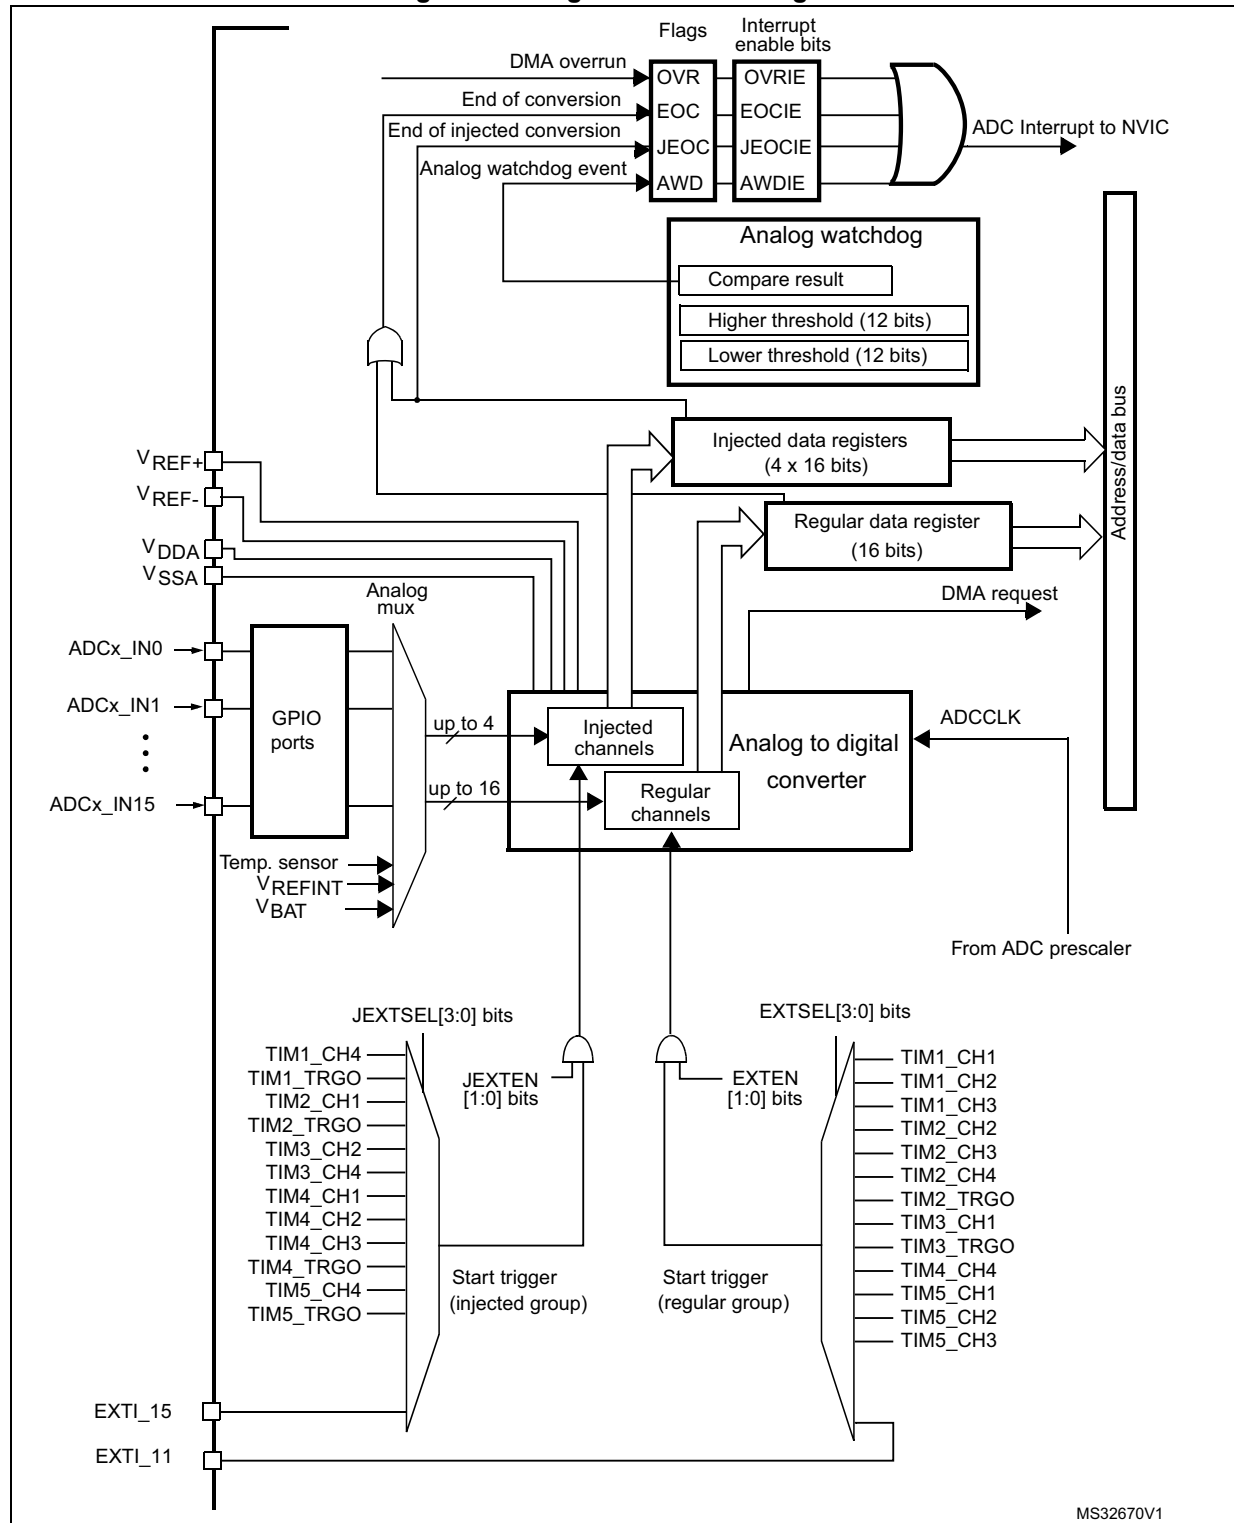 Flags
Interrupt
enable bits
DMA overrun
OVR
OVRIE
End of conversion
EOC
EOCIE
End of injected conversion
JEOC
JEOCIE
ADC Interrupt to NVIC
Analog watchdog event
AWD
AWDIE
Analog watchdog
Compare result
Higher threshold (12 bits)
Lower threshold (12 bits)
Address/data bus
Injected data registers
(4 x 16 bits)
VREF+
VREF-
Regular data register
(16 bits)
VDDA
VSSA
Analog
mux
DMA request
ADCx_IN0
ADCx_IN1
ADCx_IN15
GPIO
ports
up to 4
up to 16
Injected
channels
Regular
channels
Analog to digital
converter
ADCCLK
Temp. sensor
VREFINT
VBAT
From ADC prescaler
JEXTSEL[3:0] bits
EXTSEL[3:0] bits
TIM1_CH4
TIM1_TRGO
TIM2_CH1
TIM2_TRGO
TIM3_CH2
TIM3_CH4
TIM4_CH1
TIM4_CH2
TIM4_CH3
TIM4_TRGO
TIM5_CH4
TIM5_TRGO
JEXTEN
[1:0] bits
EXTEN
[1:0] bits
TIM1_CH1
TIM1_CH2
TIM1_CH3
TIM2_CH2
TIM2_CH3
TIM2_CH4
TIM2_TRGO
TIM3_CH1
TIM3_TRGO
TIM4_CH4
TIM5_CH1
TIM5_CH2
TIM5_CH3
Start trigger
(injected group)
Start trigger
(regular group)
EXTI_15
EXTI_11
MS32670V1